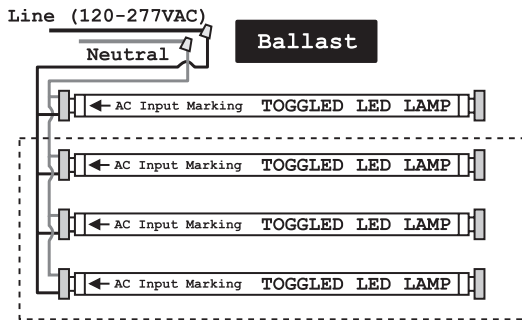 Line (120-277VAC)
Neutral
Ballast
AC Input Marking TOGGLED LED LAMP
AC Input Marking TOGGLED LED LAMP
AC Input Marking TOGGLED LED LAMP
AC Input Marking TOGGLED LED LAMP